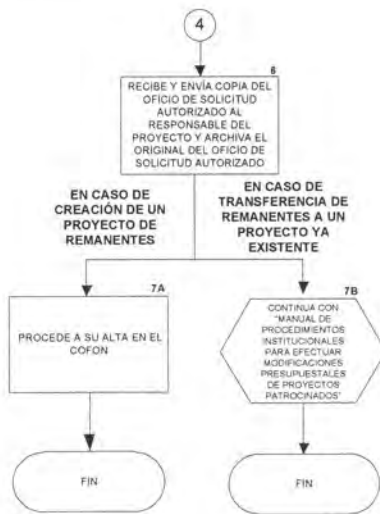 4
6
RECIBE Y ENVÍA COPIA DEL
OFICIO DE SOLICITUD
AUTORIZADO AL
RESPONSABLE DEL
PROYECTO Y ARCHIVA EL
ORIGINAL DEL OFICIO DE
SOLICITUD AUTORIZADO
EN CASO DE
CREACIÓN DE UN
PROYECTO DE
REMANENTES
EN CASO DE
TRANSFERENCIA DE
REMANENTES A UN
PROYECTO YA
EXISTENTE
7A
PROCEDE A SU ALTA EN EL
COFON
7B
CONTINUA CON
"MANUAL DE
PROCEDIMIENTOS
INSTITUCIONALES
PARA EFECTUAR
MODIFICACIONES
PRESUPUESTALES
DE PROYECTOS
PATROCINADOS"
FIN
FIN